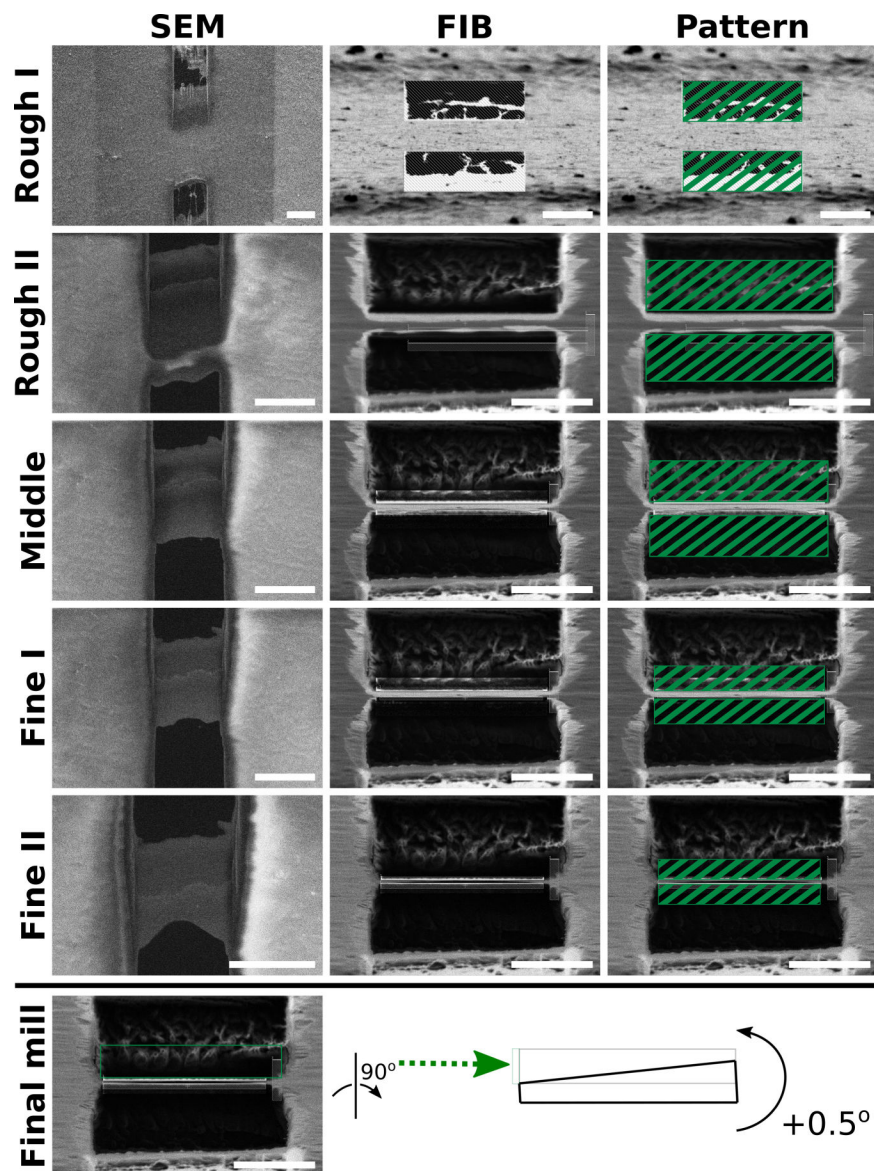 SEM FIB Pattern
Rough I
Rough II
Middle
Fine I
Fine II
Final mill
90°
+0.5°